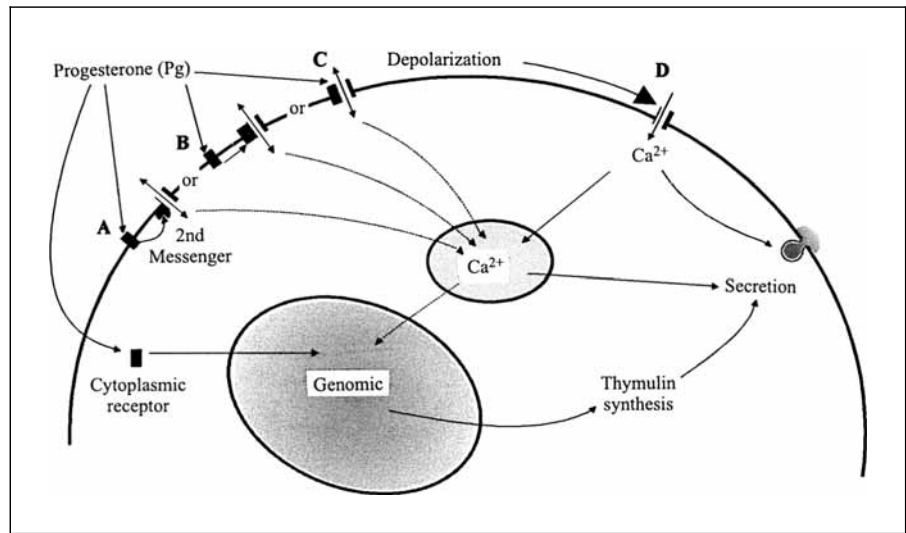 Progesterone (Pg)
C
Depolarization
D
or
B
or
Ca²⁺
A
2nd
Messenger
Ca²⁺
Secretion
Cytoplasmic
receptor
Genomic
Thymulin
synthesis